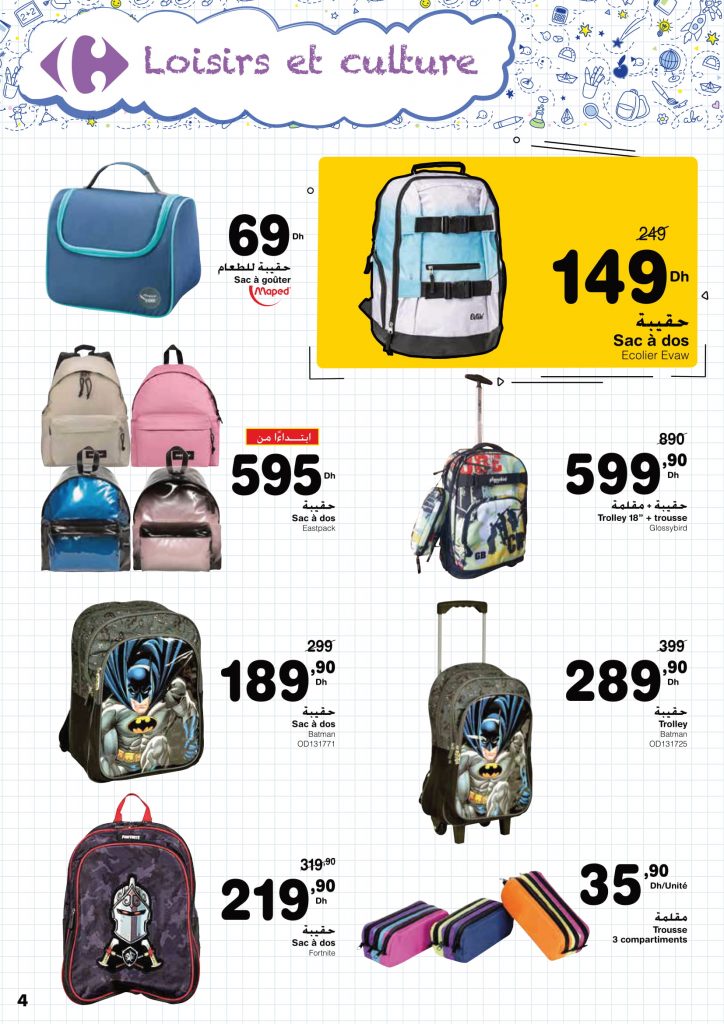 Loisirs et culture
69 Dh
حقيبة للطعام
Sac à goûter
Maped
249
149 Dh
حقيبة
Sac à dos
Ecolier Evaw
ابتداءًا من
595 Dh
حقيبة
Sac à dos
Eastpack
890
599,90 Dh
حقيبة + مقلمة
Trolley 18” + trousse
Glossybird
299
189,90 Dh
حقيبة
Sac à dos
Batman
OD131771
399
289,90 Dh
حقيبة
Trolley
Batman
OD131725
FORTNITE
319,90
219,90 Dh
حقيبة
Sac à dos
Fortnite
35,90 Dh/Unité
مقلمة
Trousse
3 compartiments
4